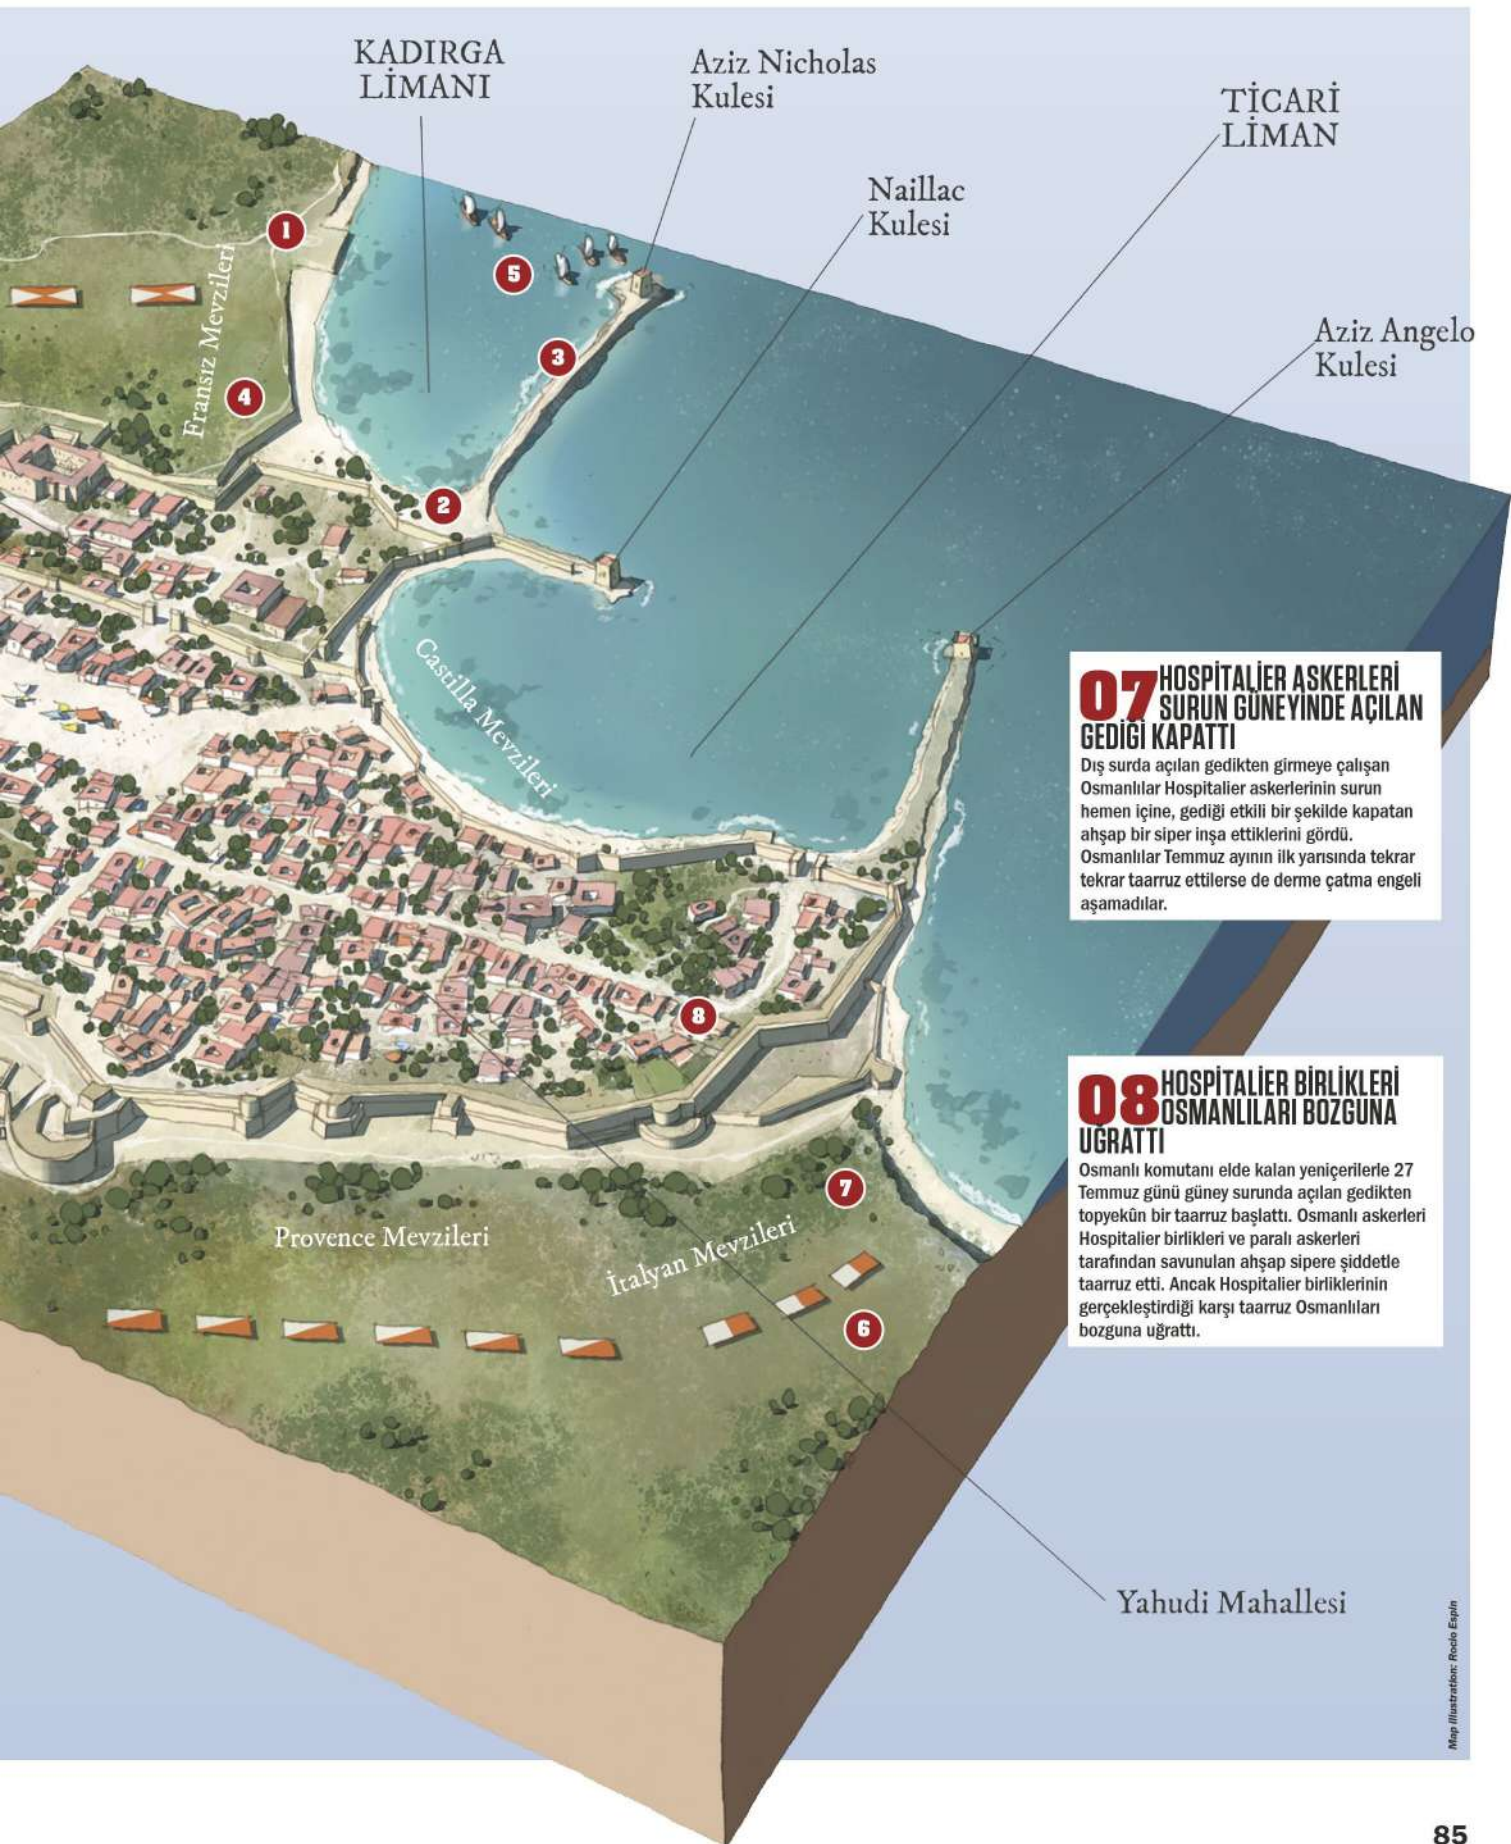 KADIRGA
LİMANI
Aziz Nicholas
Kulesi
TİCARİ
LİMAN
Naillac
Kulesi
Aziz Angelo
Kulesi
1
5
3
Fransız Mevzileri
4
2
Castilla Mevzileri
07 HOSPİTALİER ASKERLERİ
SURUN GÜNEYİNDE AÇILAN
GEDİĞİ KAPATTI
Dış surda açılan gedikten girmeye çalışan
Osmanlılar Hospitalier askerlerinin surun
hemen içine, gediği etkili bir şekilde kapatan
ahşap bir siper inşa ettiklerini gördü.
Osmanlılar Temmuz ayının ilk yarısında tekrar
tekrar taarruz ettilerse de derme çatma engeli
aşamadılar.
8
08 HOSPİTALİER BİRLİKLERİ
OSMANLILARI BOZGUNA
UĞRATTI
Osmanlı komutanı elde kalan yeniçerilerle 27
Temmuz günü güney surunda açılan gedikten
topyekûn bir taarruz başlattı. Osmanlı askerleri
Hospitalier birlikleri ve paralı askerleri
tarafından savunulan ahşap sipere şiddetle
taarruz etti. Ancak Hospitalier birliklerinin
gerçekleştirdiği karşı taarruz Osmanlıları
bozguna uğrattı.
7
Provence Mevzileri
İtalyan Mevzileri
6
Yahudi Mahallesi
Map Illustration: Rocio Espin
85